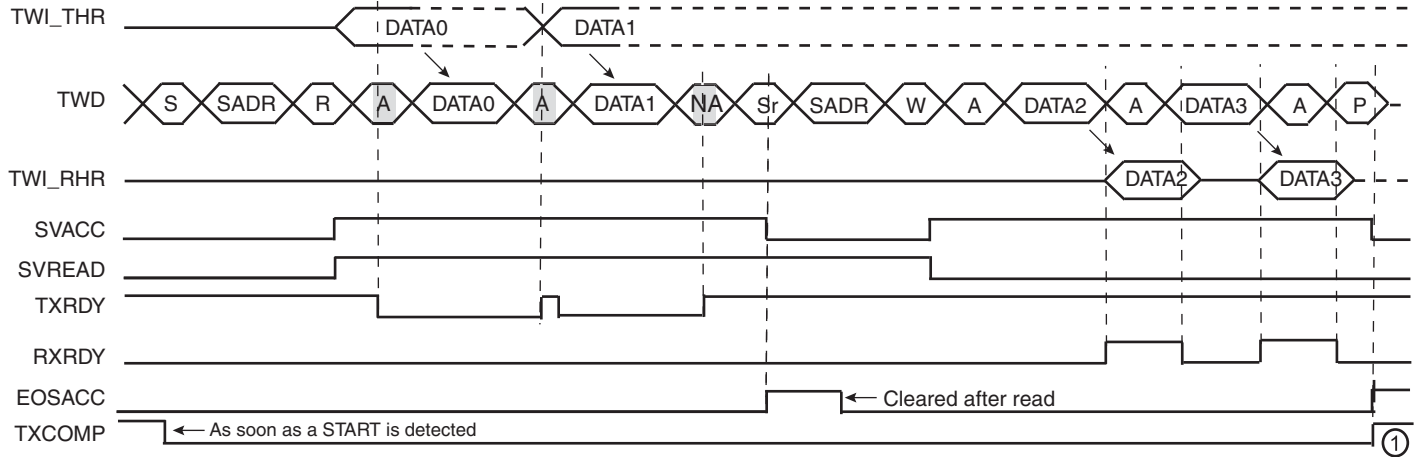 TWI_THR DATA0 DATA1
TWD S SADR R A DATA0 A DATA1 NA Sr SADR W A DATA2 A DATA3 A P
TWI_RHR DATA2 DATA3
SVACC
SVREAD
TXRDY
RXRDY
EOSACC Cleared after read
TXCOMP As soon as a START is detected 1